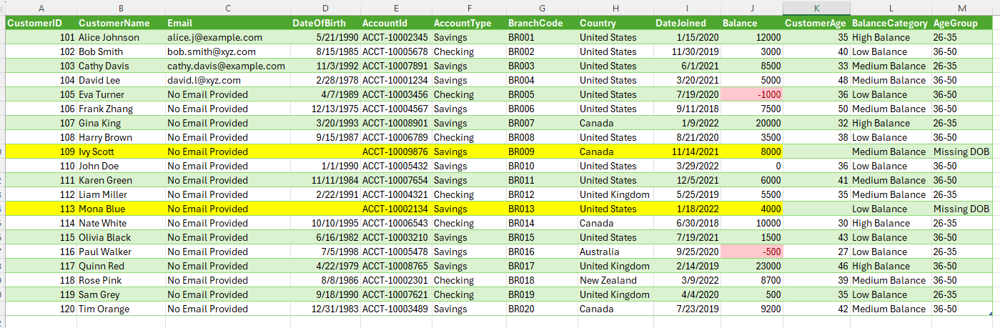 A B C D E F G H I J K L M
CustomerID CustomerName Email DateOfBirth AccountId AccountType BranchCode Country DateJoined Balance CustomerAge BalanceCategory AgeGroup
101 Alice Johnson alice.j@example.com 5/21/1990 ACCT-10002345 Savings BR001 United States 1/15/2020 12000 35 High Balance 26-35
102 Bob Smith bob.smith@xyz.com 8/15/1985 ACCT-10005678 Checking BR002 United States 11/30/2019 3000 40 Low Balance 36-50
103 Cathy Davis cathy.davis@example.com 11/3/1992 ACCT-10007891 Savings BR003 United States 6/1/2021 8500 33 Medium Balance 26-35
104 David Lee david.l@xyz.com 2/28/1978 ACCT-10001234 Savings BR004 United States 3/20/2021 5000 48 Medium Balance 36-50
105 Eva Turner No Email Provided 4/7/1989 ACCT-10003456 Checking BR005 United States 7/19/2020 -1000 36 Low Balance 36-50
106 Frank Zhang No Email Provided 12/13/1975 ACCT-10004567 Savings BR006 United States 9/11/2018 7500 50 Medium Balance 36-50
107 Gina King No Email Provided 3/20/1993 ACCT-10008901 Savings BR007 Canada 1/9/2022 20000 32 High Balance 26-35
108 Harry Brown No Email Provided 9/15/1987 ACCT-10006789 Checking BR008 United States 8/21/2020 3500 38 Low Balance 36-50
109 Ivy Scott No Email Provided ACCT-10009876 Savings BR009 Canada 11/14/2021 8000 Medium Balance Missing DOB
110 John Doe No Email Provided 1/1/1990 ACCT-10005432 Savings BR010 United States 3/29/2022 0 36 Low Balance 36-50
111 Karen Green No Email Provided 11/11/1984 ACCT-10007654 Savings BR011 United States 12/5/2021 6000 41 Medium Balance 36-50
112 Liam Miller No Email Provided 2/22/1991 ACCT-10004321 Checking BR012 United Kingdom 5/25/2019 5500 35 Medium Balance 26-35
113 Mona Blue No Email Provided ACCT-10002134 Savings BR013 United States 1/18/2022 4000 Low Balance Missing DOB
114 Nate White No Email Provided 10/10/1995 ACCT-10006543 Checking BR014 Canada 6/30/2018 10000 30 High Balance 26-35
115 Olivia Black No Email Provided 6/16/1982 ACCT-10003210 Savings BR015 United States 7/19/2021 1500 43 Low Balance 36-50
116 Paul Walker No Email Provided 7/5/1998 ACCT-10005478 Savings BR016 Australia 9/25/2020 -500 27 Low Balance 26-35
117 Quinn Red No Email Provided 4/22/1979 ACCT-10008765 Savings BR017 United Kingdom 2/14/2019 23000 46 High Balance 36-50
118 Rose Pink No Email Provided 8/8/1986 ACCT-10002301 Checking BR018 New Zealand 3/9/2022 8700 39 Medium Balance 36-50
119 Sam Grey No Email Provided 9/18/1990 ACCT-10007621 Checking BR019 United Kingdom 4/4/2020 500 35 Low Balance 26-35
120 Tim Orange No Email Provided 12/31/1983 ACCT-10003489 Savings BR020 Canada 7/23/2019 9200 42 Medium Balance 36-50